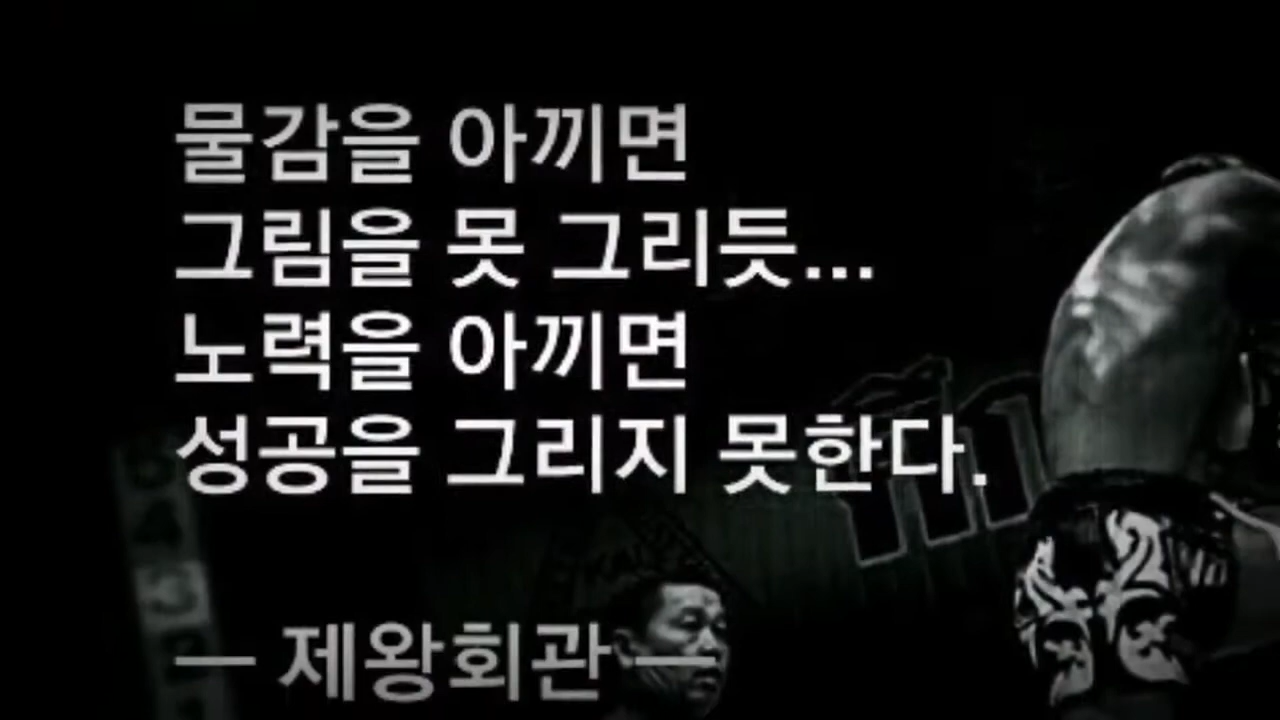 물감을 아끼면
그림을 못 그리듯...
노력을 아끼면
성공을 그리지 못한다.
— 제왕회관 —